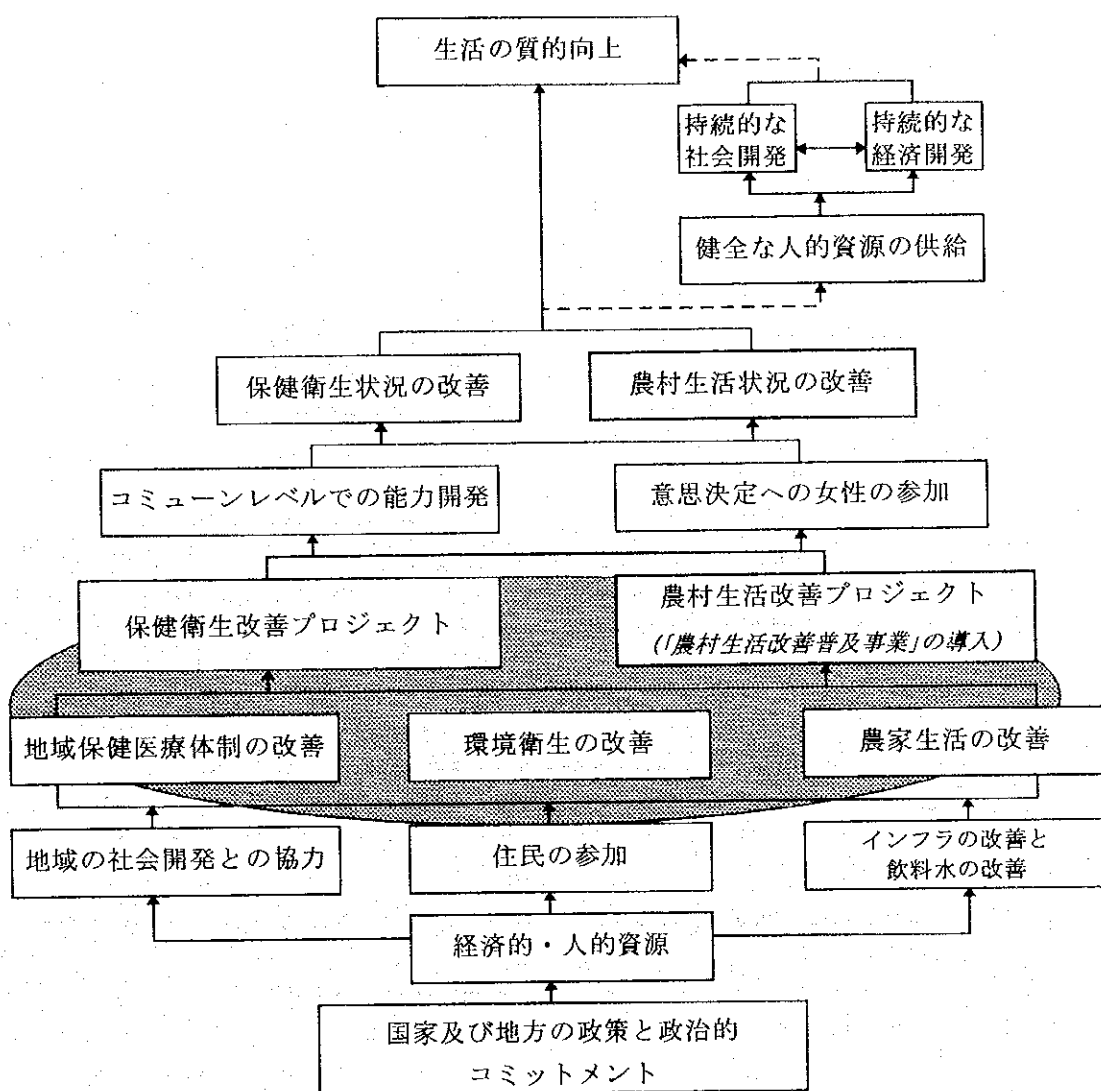 生活の質的向上
持続的な
社会開発
持続的な
経済開発
健全な人的資源の供給
保健衛生状況の改善
農村生活状況の改善
コミューンレベルでの能力開発
意思決定への女性の参加
保健衛生改善プロジェクト
農村生活改善プロジェクト
(「農村生活改善普及事業」の導入)
地域保健医療体制の改善
環境衛生の改善
農家生活の改善
地域の社会開発との協力
住民の参加
インフラの改善と
飲料水の改善
経済的・人的資源
国家及び地方の政策と政治的
コミットメント